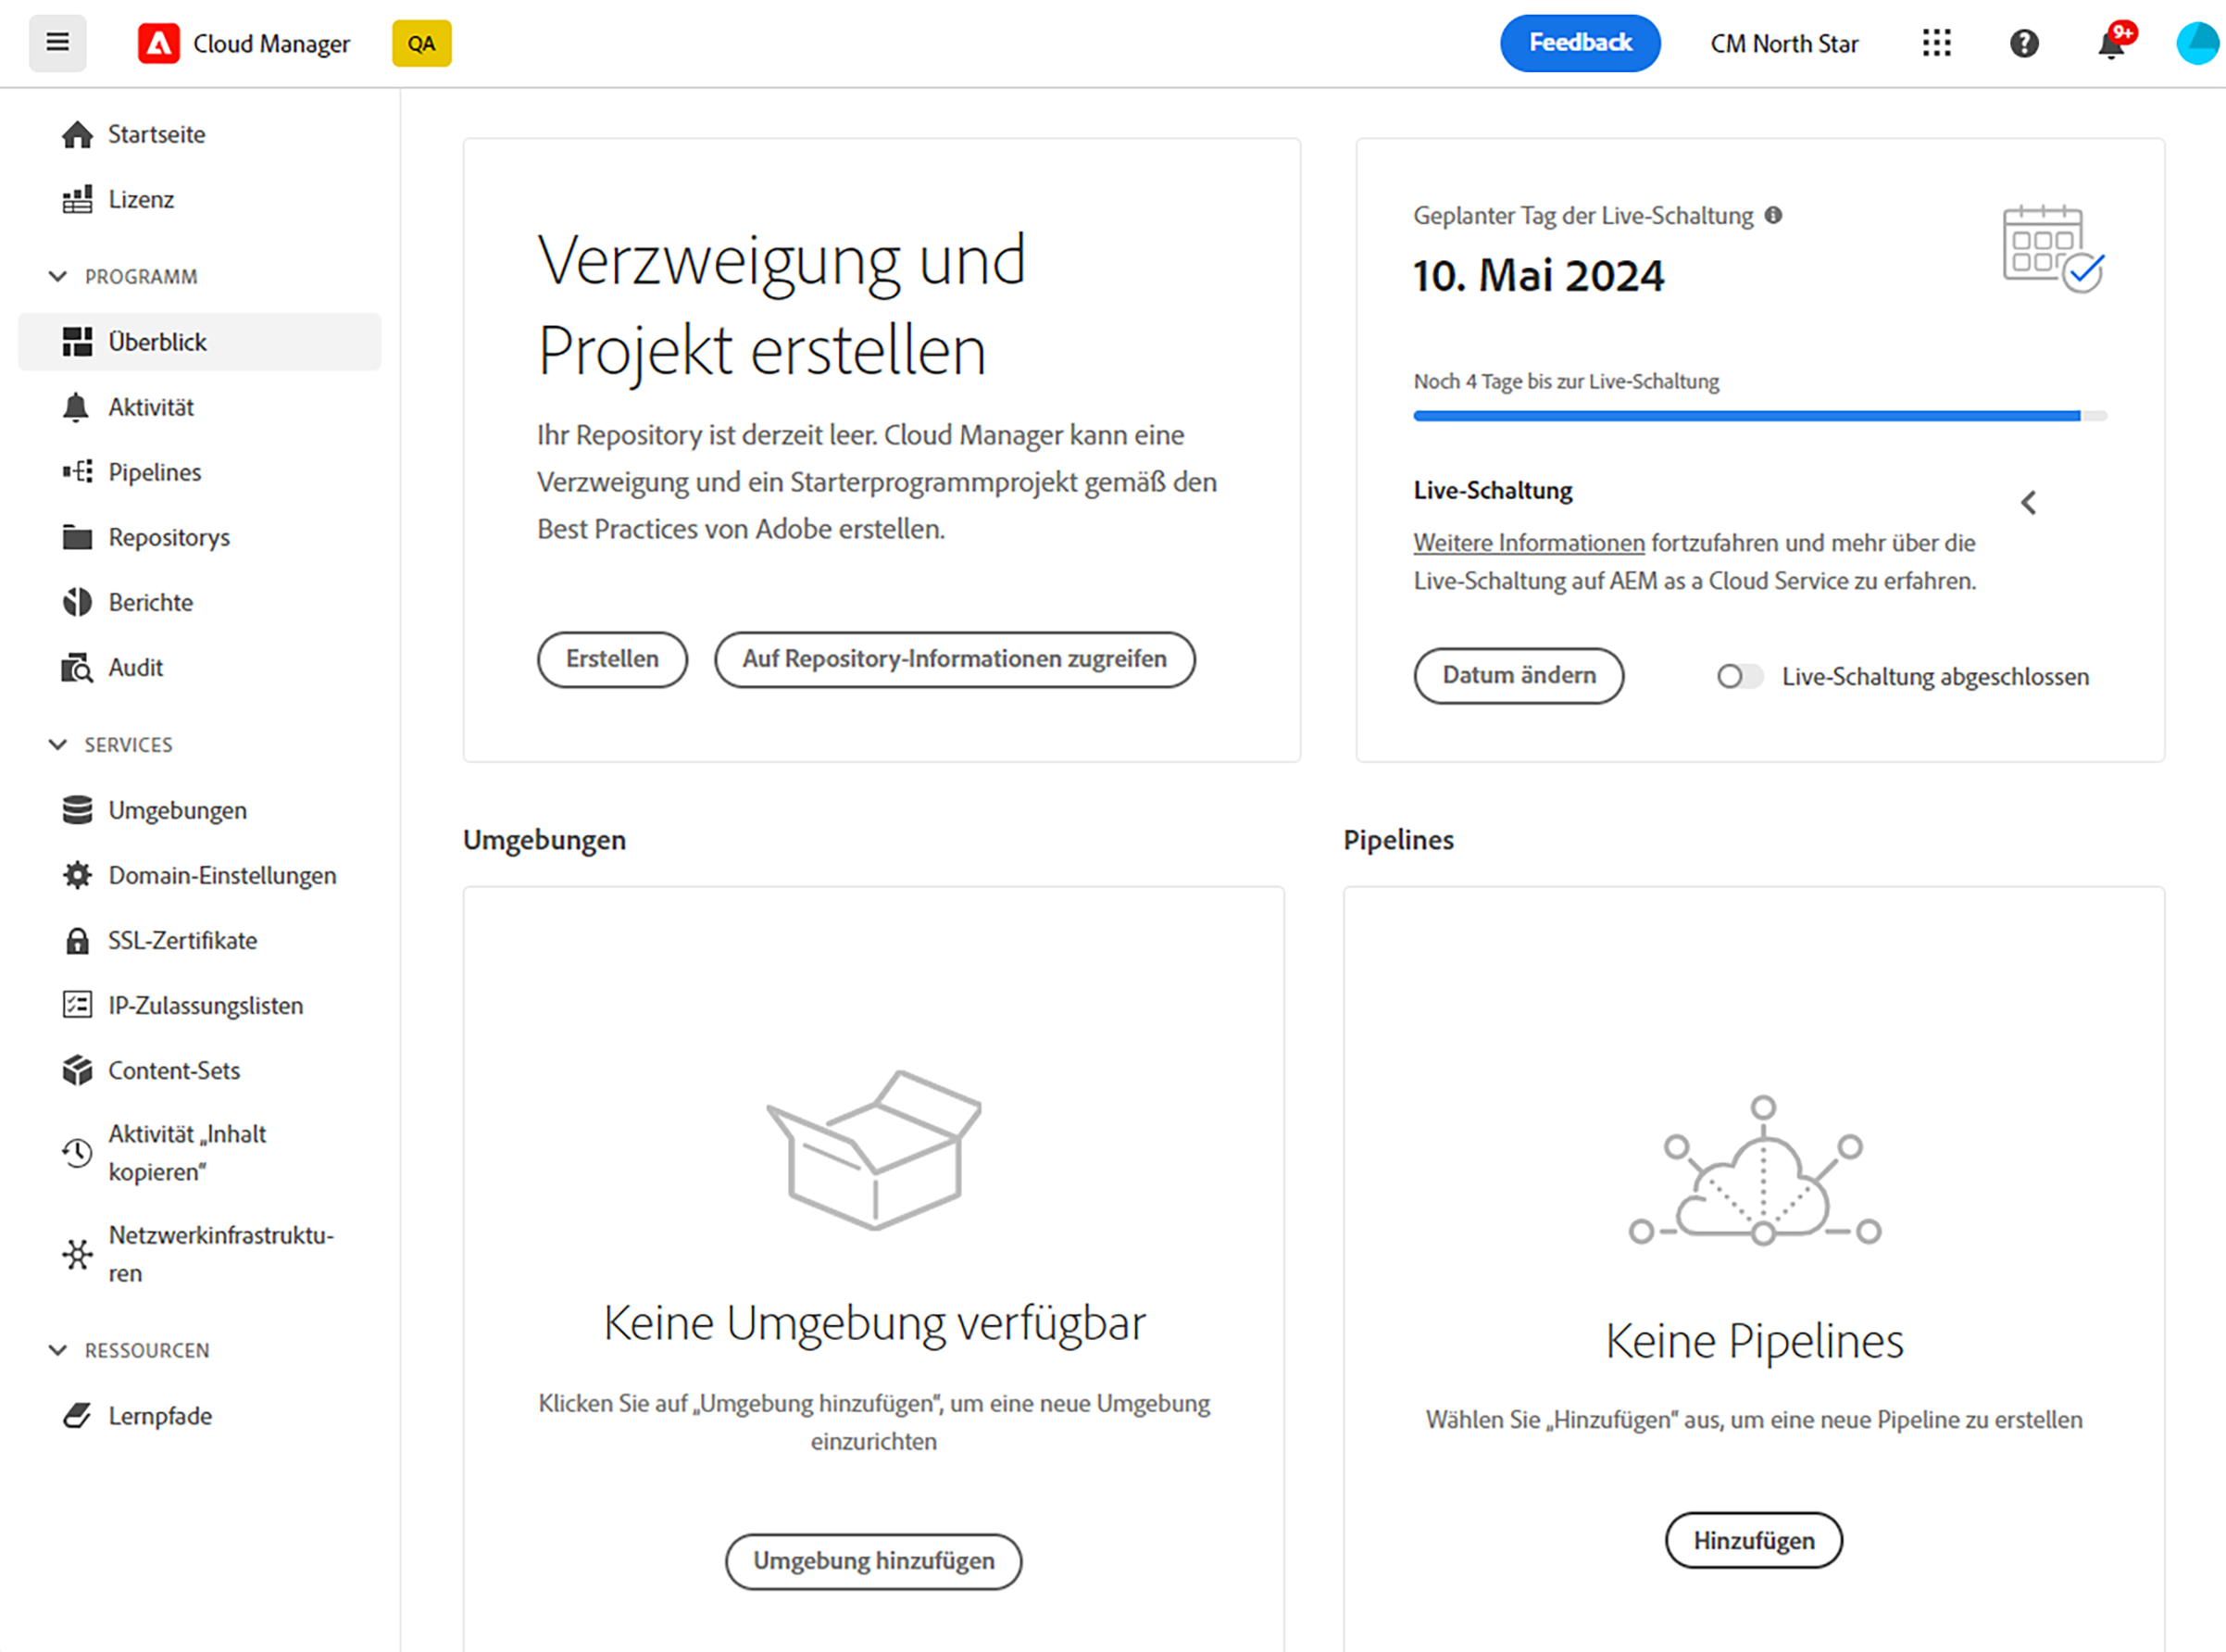 Cloud Manager
QA
Feedback
CM North Star
9+
Startseite
Lizenz
PROGRAMM
Überblick
Aktivität
Pipelines
Repositorys
Berichte
Audit
SERVICES
Umgebungen
Domain-Einstellungen
SSL-Zertifikate
IP-Zulassungslisten
Content-Sets
Aktivität „Inhalt
kopieren“
Netzwerkinfrastruktu-
ren
RESSOURCEN
Lernpfade
Verzweigung und
Projekt erstellen
Ihr Repository ist derzeit leer. Cloud Manager kann eine
Verzweigung und ein Starterprogrammprojekt gemäß den
Best Practices von Adobe erstellen.
Erstellen
Auf Repository-Informationen zugreifen
Geplanter Tag der Live-Schaltung
10. Mai 2024
Noch 4 Tage bis zur Live-Schaltung
Live-Schaltung
Weitere Informationen fortzufahren und mehr über die
Live-Schaltung auf AEM as a Cloud Service zu erfahren.
Datum ändern
Live-Schaltung abgeschlossen
Umgebungen
Keine Umgebung verfügbar
Klicken Sie auf „Umgebung hinzufügen“, um eine neue Umgebung
einzurichten
Umgebung hinzufügen
Pipelines
Keine Pipelines
Wählen Sie „Hinzufügen“ aus, um eine neue Pipeline zu erstellen
Hinzufügen